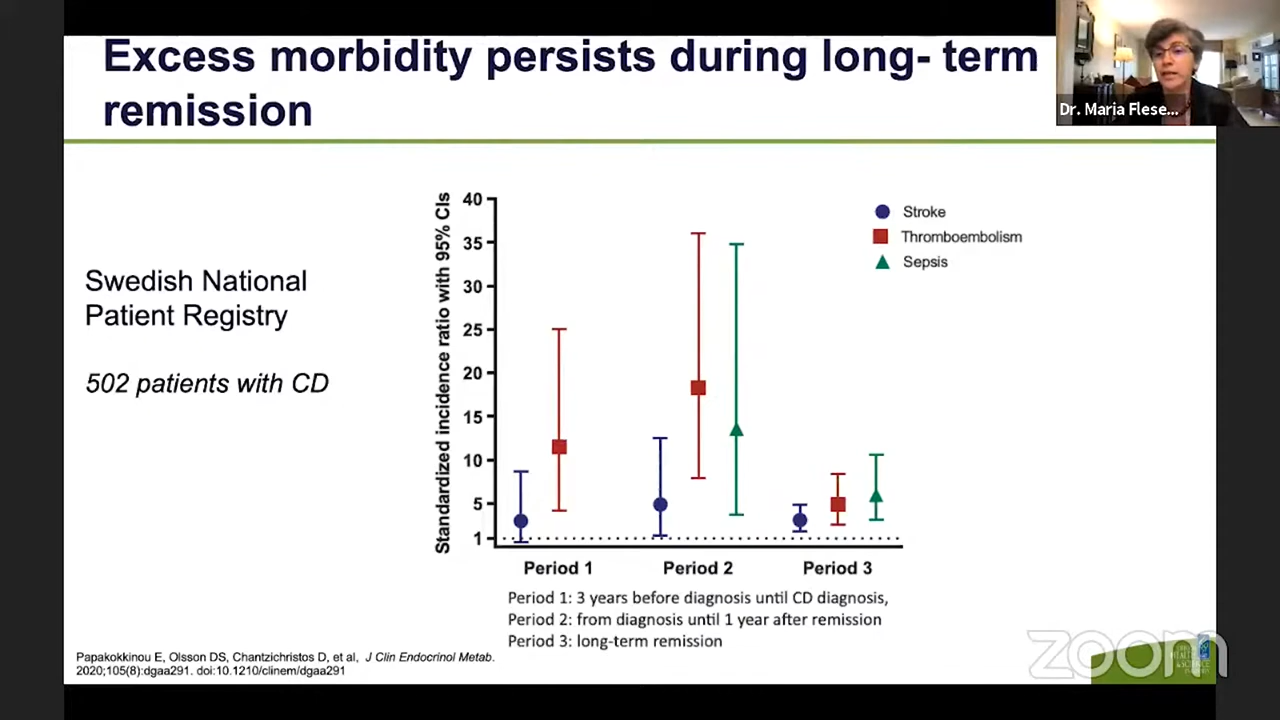 Excess morbidity persists during long- term
remission
Dr. Maria Flese...
Swedish National
Patient Registry
502 patients with CD
Standardized incidence ratio with 95% CIs
40
35
30
25
20
15
10
5
1
Stroke
Thromboembolism
Sepsis
Period 1
Period 2
Period 3
Period 1: 3 years before diagnosis until CD diagnosis,
Period 2: from diagnosis until 1 year after remission
Period 3: long-term remission
Papakokkinou E, Olsson DS, Chantzichristos D, et al, J Clin Endocrinol Metab.
2020;105(8):dgaa291. doi:10.1210/clinem/dgaa291
zoom
HEALTH
& SCIENCE